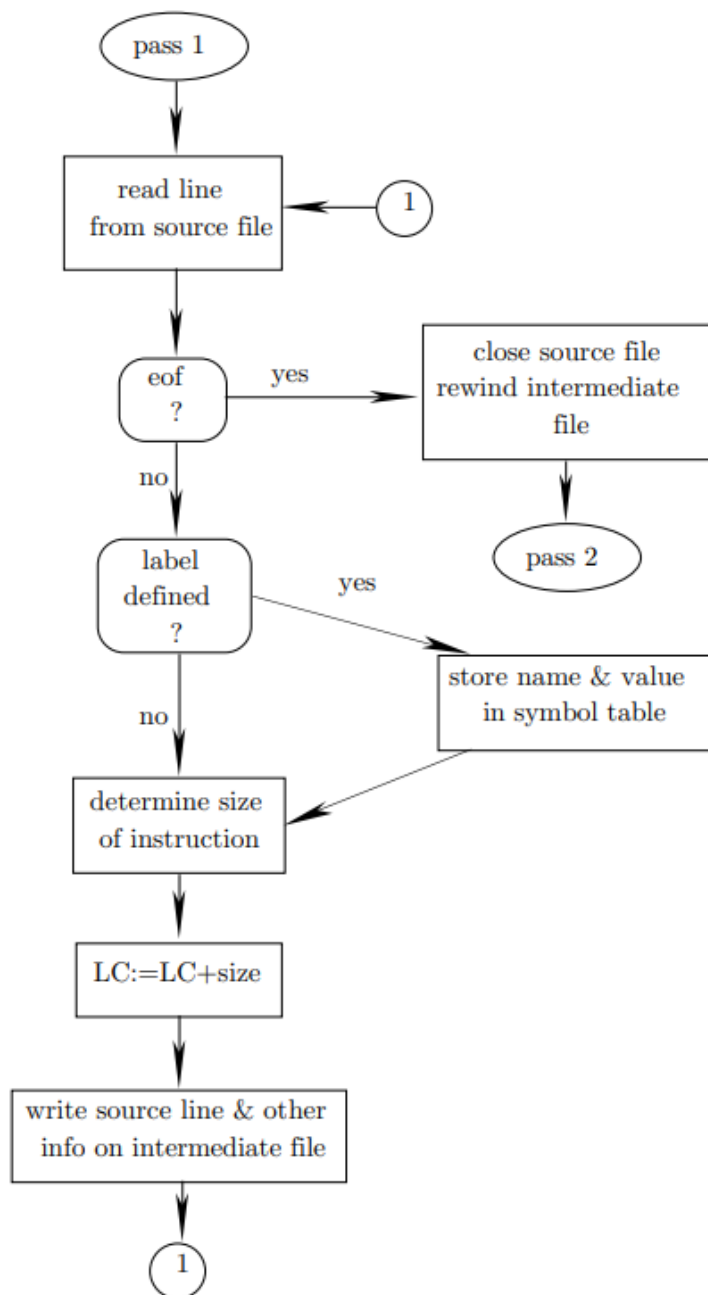 pass 1
read line
from source file
1
eof
?
yes
close source file
rewind intermediate
file
no
pass 2
label
defined
?
yes
store name & value
in symbol table
no
determine size
of instruction
LC:=LC+size
write source line & other
info on intermediate file
1